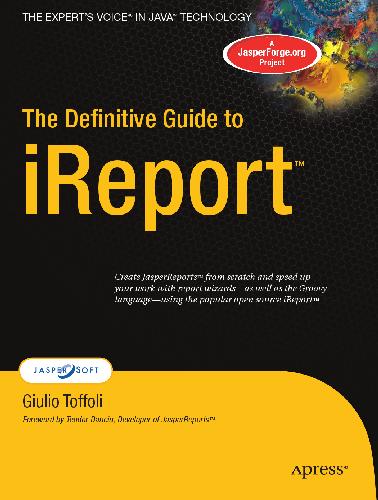 THE EXPERT'S VOICE® IN JAVA™ TECHNOLOGY
A
JasperForge.org
Project
The Definitive Guide to
iReport™
Create JasperReports™ from scratch and speed up
your work with report wizards—as well as the Groovy
language—using the popular open source iReport™
JASPERSOFT
Giulio Toffoli
Foreword by Teodor Danciu, Developer of JasperReports™
Apress®